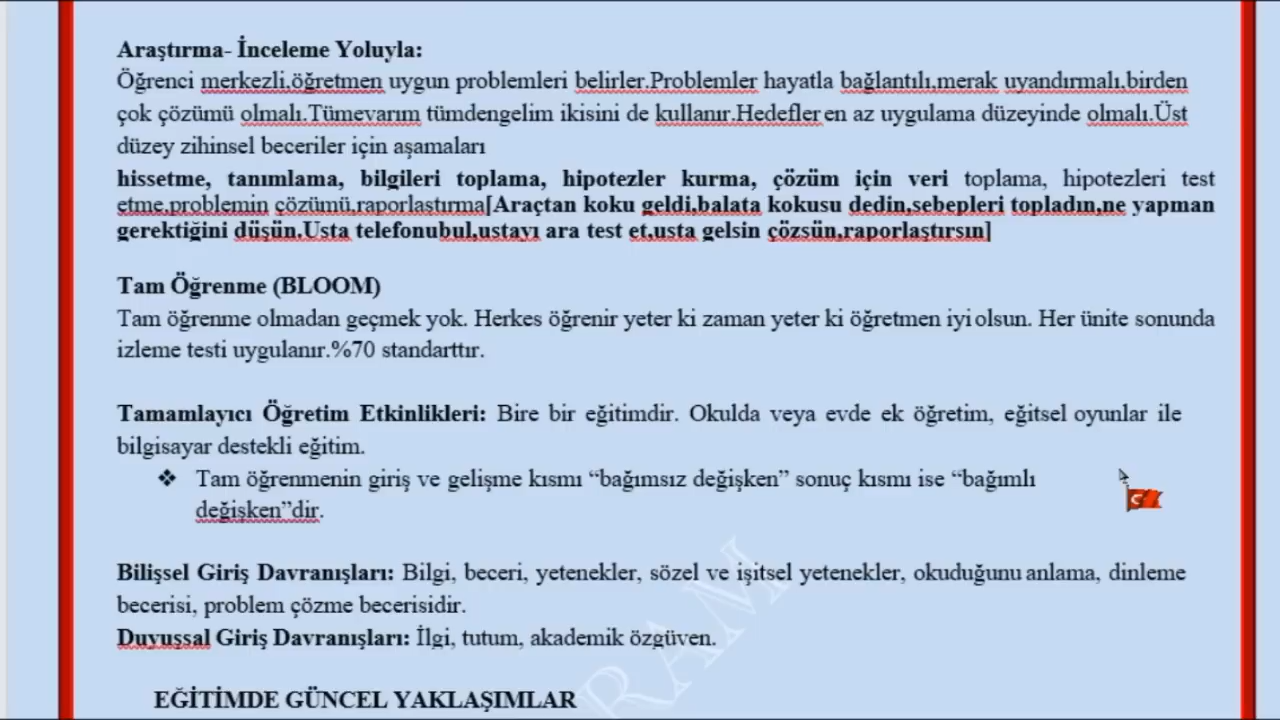 Araştırma- İnceleme Yoluyla:
Öğrenci merkezli,öğretmen uygun problemleri belirler.Problemler hayatla bağlantılı,merak uyandırmalı,birden
çok çözümü olmalı.Tümevarım tümdengelim ikisini de kullanır.Hedefler en az uygulama düzeyinde olmalı.Üst
düzey zihinsel beceriler için aşamaları
hissetme, tanımlama, bilgileri toplama, hipotezler kurma, çözüm için veri toplama, hipotezleri test
etme,problemin çözümü,raporlaştırma[Araçtan koku geldi,balata kokusu dedin,sebepleri topladın,ne yapman
gerektiğini düşün,Usta telefonubul,ustayı ara test et,usta gelsin çözsün,raporlaştırsın]
Tam Öğrenme (BLOOM)
Tam öğrenme olmadan geçmek yok. Herkes öğrenir yeter ki zaman yeter ki öğretmen iyi olsun. Her ünite sonunda
izleme testi uygulanır.%70 standarttır.
Tamamlayıcı Öğretim Etkinlikleri: Bire bir eğitimdir. Okulda veya evde ek öğretim, eğitsel oyunlar ile
bilgisayar destekli eğitim.
❖ Tam öğrenmenin giriş ve gelişme kısmı “bağımsız değişken” sonuç kısmı ise “bağımlı
değişken”dir.
Bilişsel Giriş Davranışları: Bilgi, beceri, yetenekler, sözel ve işitsel yetenekler, okuduğunu anlama, dinleme
becerisi, problem çözme becerisidir.
Duyuşsal Giriş Davranışları: İlgi, tutum, akademik özgüven.
EĞİTİMDE GÜNCEL YAKLAŞIMLAR